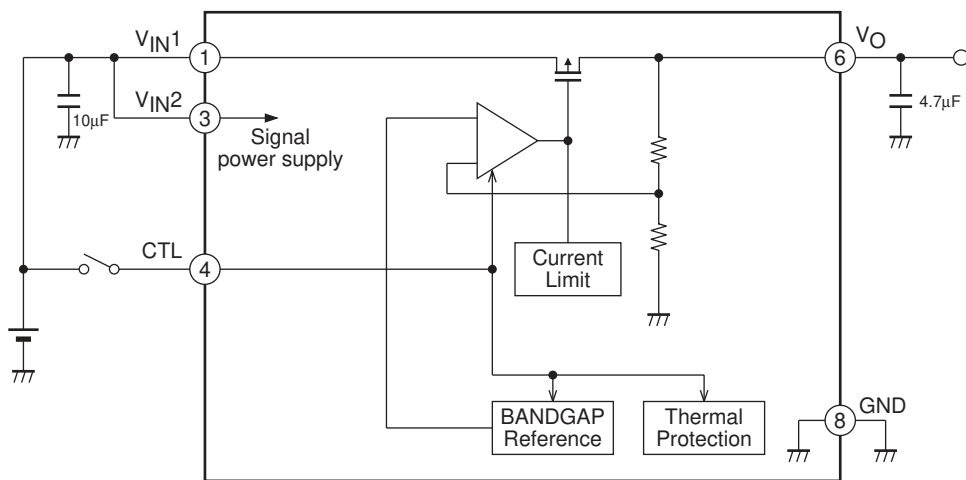 VIN1
1
10μF
VIN2
3
Signal
power supply
6
VO
4.7μF
CTL
4
Current
Limit
BANDGAP
Reference
Thermal
Protection
8
GND